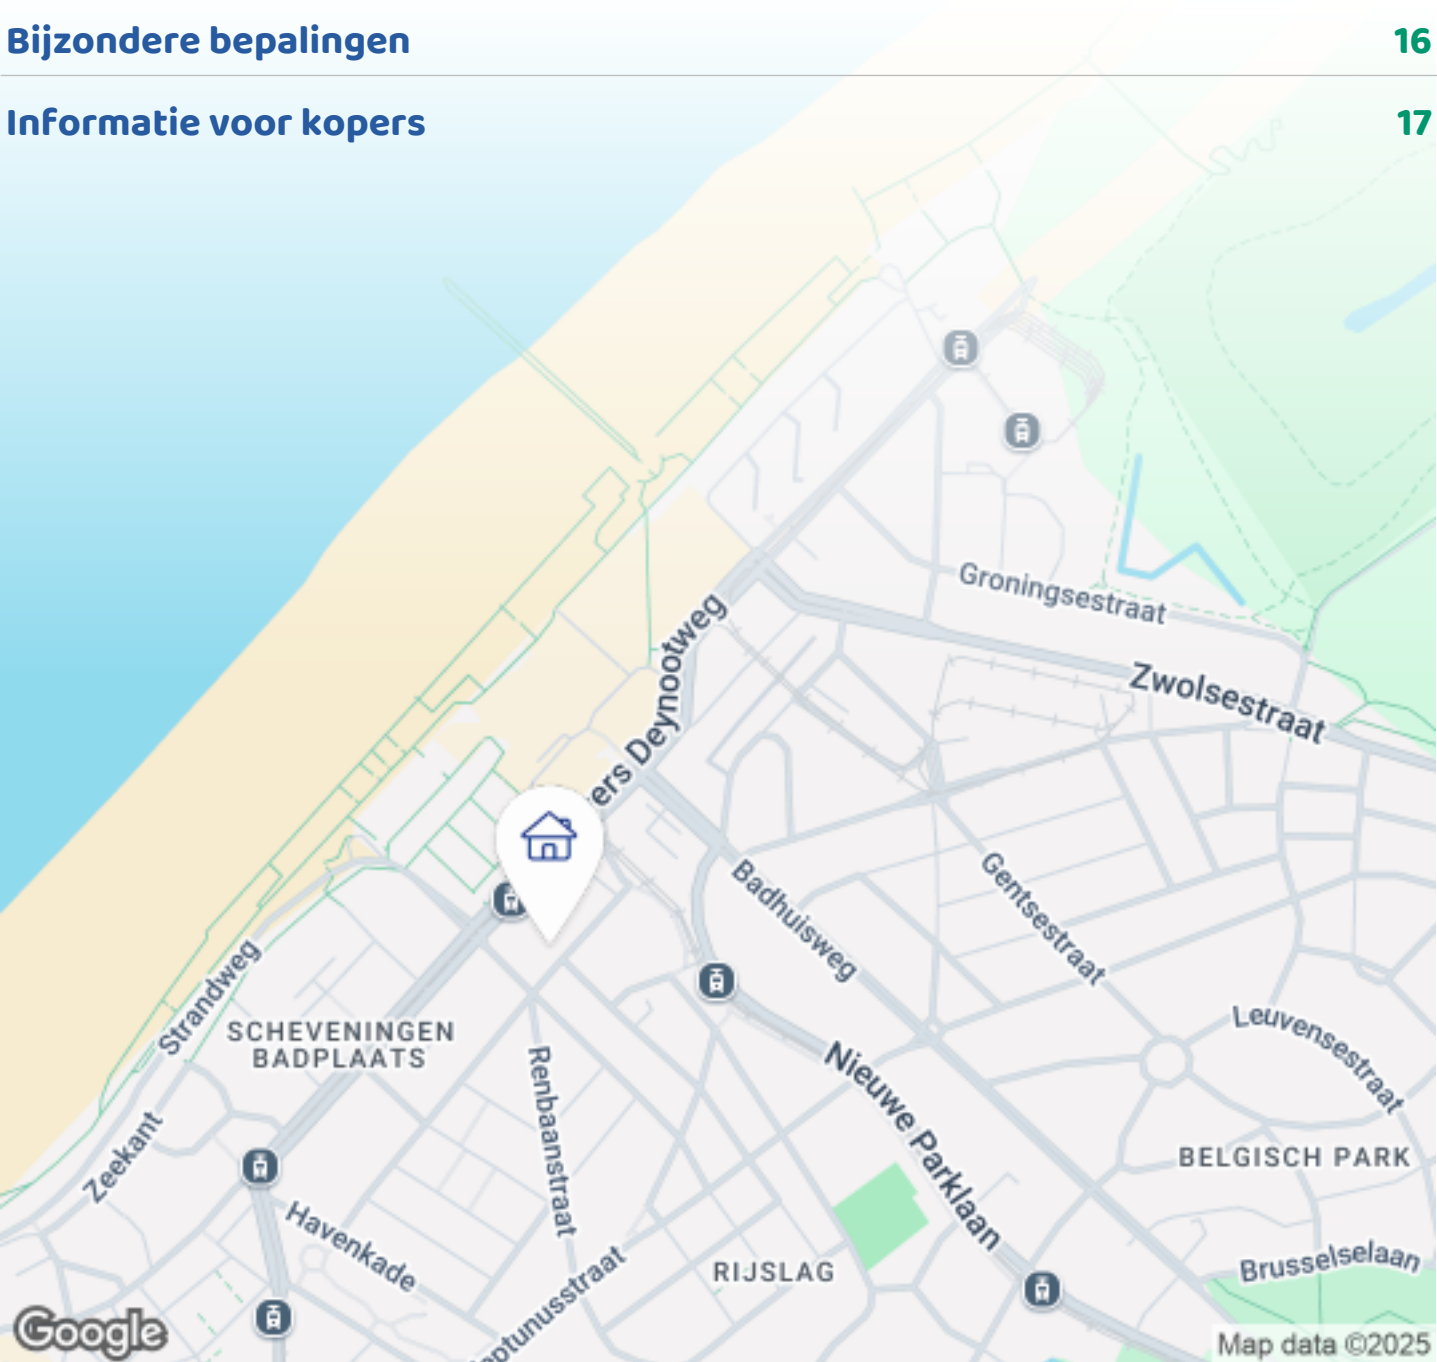 Bijzondere bepalingen 16
Informatie voor kopers 17
Groningsestraat
Zwolsestraat
ers Deynootweg
Badhuisweg
Gentsestraat
Strandweg
SCHEVENINGEN
BADPLAATS
Leuvensestraat
Nieuwe Parklaan
Renbaanstraat
Zeekant
BELGISCH PARK
Havenkade
Brusselselaan
RIJSLAG
eptunusstraat
Google
Map data ©2025